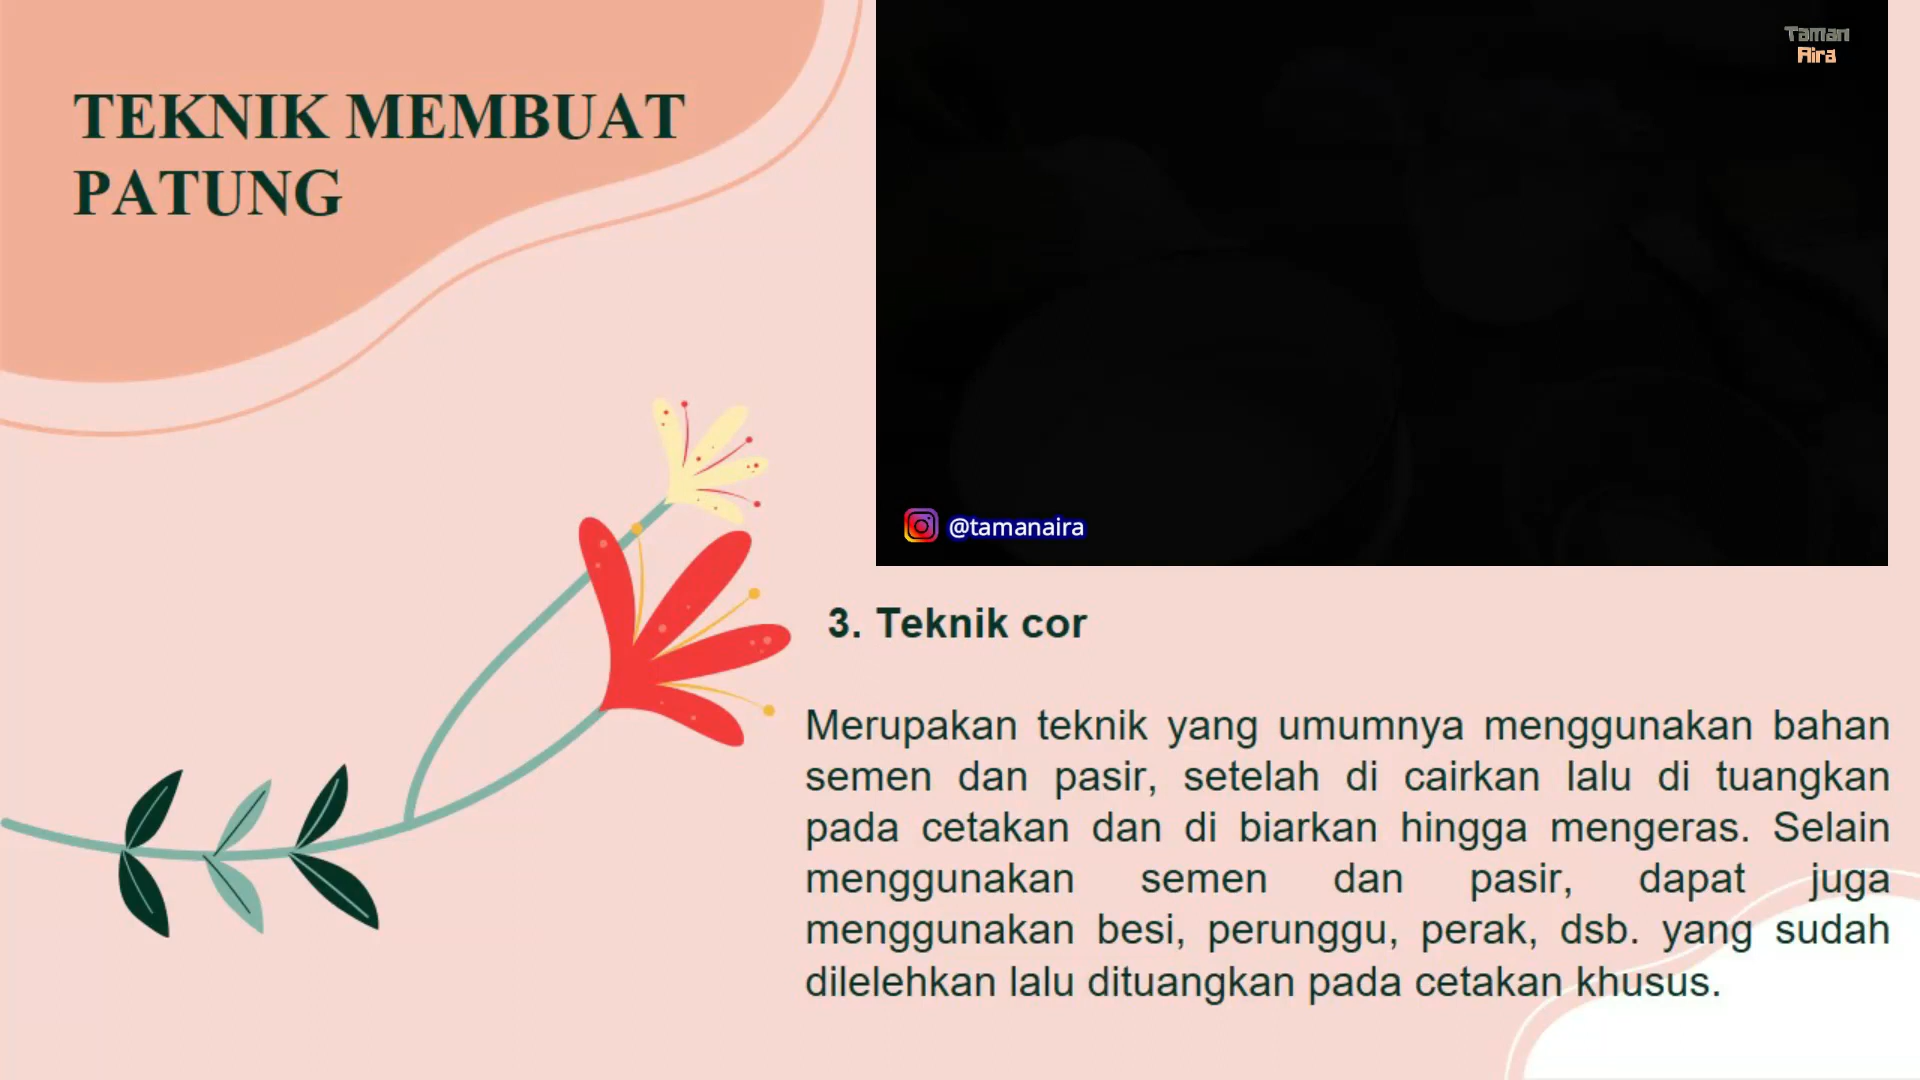 TEKNIK MEMBUAT
PATUNG
Taman
Aira
@tamanaira
3. Teknik cor
Merupakan teknik yang umumnya menggunakan bahan
semen dan pasir, setelah di cairkan lalu di tuangkan
pada cetakan dan di biarkan hingga mengeras. Selain
menggunakan semen dan pasir, dapat juga
menggunakan besi, perunggu, perak, dsb. yang sudah
dilelehkan lalu dituangkan pada cetakan khusus.